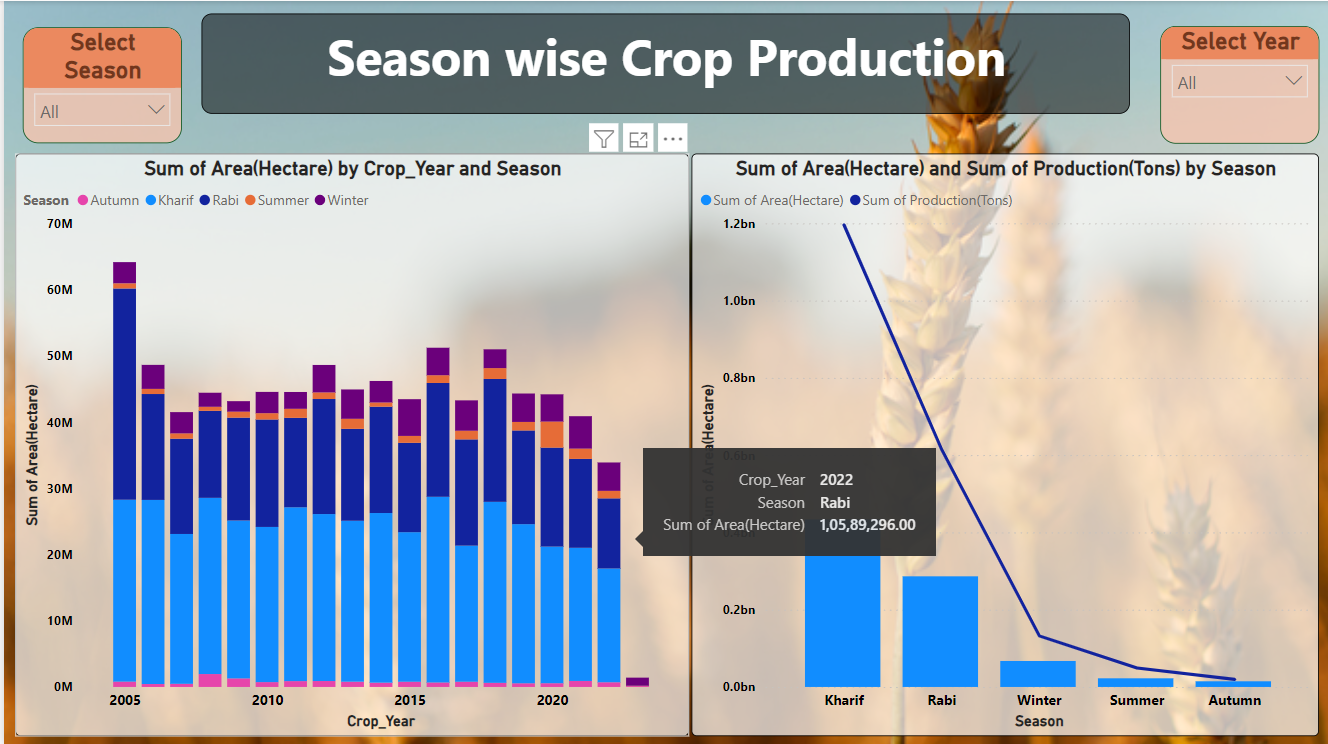 Select
Season
All
Season wise Crop Production
Select Year
All
Sum of Area(Hectare) by Crop_Year and Season
Season Autumn Kharif Rabi Summer Winter
70M
60M
50M
40M
30M
20M
10M
0M
Sum of Area(Hectare)
2005 2010 2015 2020
Crop_Year
Sum of Area(Hectare) and Sum of Production(Tons) by Season
Sum of Area(Hectare) Sum of Production(Tons)
1.2bn
1.0bn
0.8bn
0.6bn
0.4bn
0.2bn
0.0bn
Sum of Area(Hectare)
Kharif Rabi Winter Summer Autumn
Season
Crop_Year 2022
Season Rabi
Sum of Area(Hectare) 1,05,89,296.00